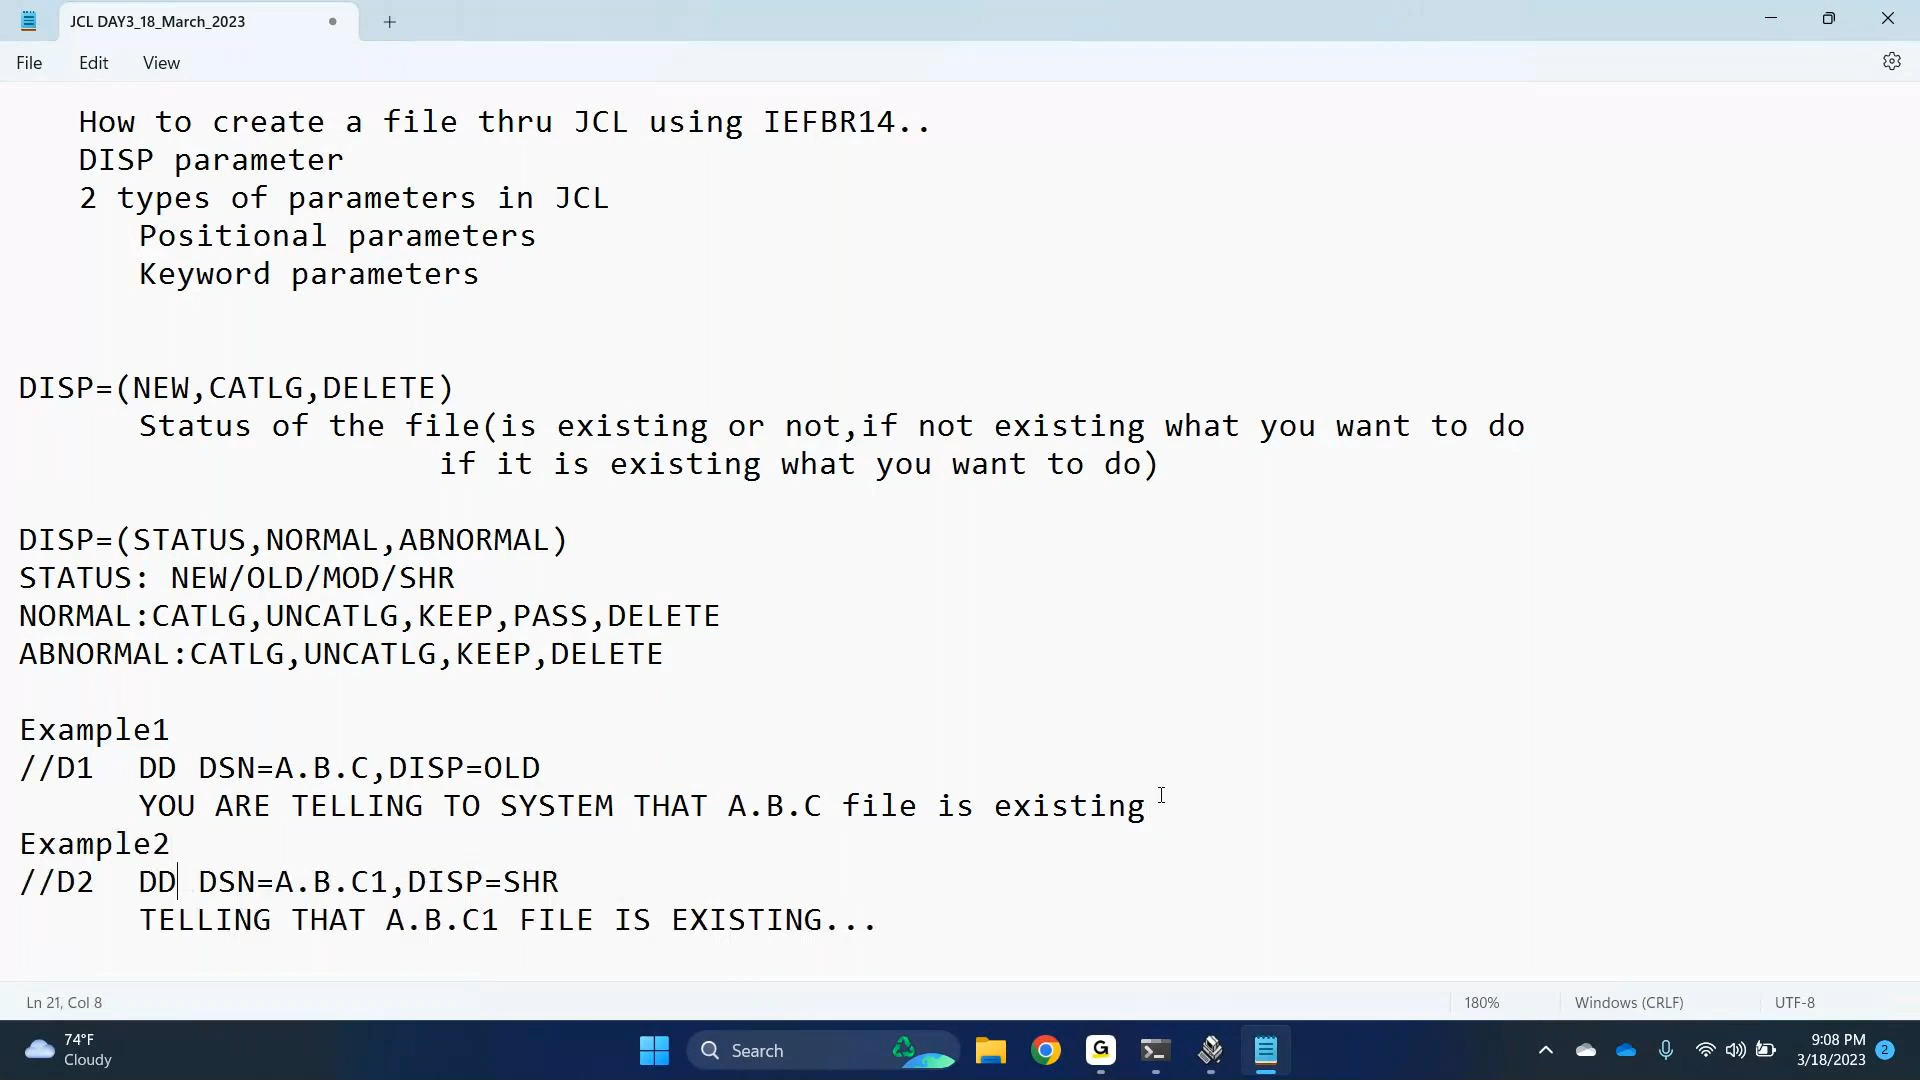 JCL DAY3_18_March_2023
File Edit View
How to create a file thru JCL using IEFBR14..
DISP parameter
2 types of parameters in JCL
Positional parameters
Keyword parameters
DISP=(NEW,CATLG,DELETE)
Status of the file(is existing or not,if not existing what you want to do
if it is existing what you want to do)
DISP=(STATUS,NORMAL,ABNORMAL)
STATUS: NEW/OLD/MOD/SHR
NORMAL:CATLG,UNCATLG,KEEP,PASS,DELETE
ABNORMAL:CATLG,UNCATLG,KEEP,DELETE
Example1
//D1 DD DSN=A.B.C,DISP=OLD
YOU ARE TELLING TO SYSTEM THAT A.B.C file is existing
Example2
//D2 DD DSN=A.B.C1,DISP=SHR
TELLING THAT A.B.C1 FILE IS EXISTING...
Ln 21, Col 8 180% Windows (CRLF) UTF-8
74°F
Cloudy
Search
G
9:08 PM
3/18/2023
2